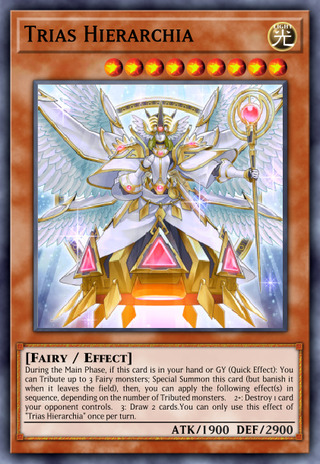 Trias Hierarchia
LIGHT
光
[Fairy / Effect]
During the Main Phase, if this card is in your hand or GY (Quick Effect): You
can Tribute up to 3 Fairy monsters; Special Summon this card (but banish it
when it leaves the field), then, you can apply the following effect(s) in
sequence, depending on the number of Tributed monsters. 2+: Destroy 1 card
your opponent controls. 3: Draw 2 cards.You can only use this effect of
"Trias Hierarchia" once per turn.
ATK/1900 DEF/2900